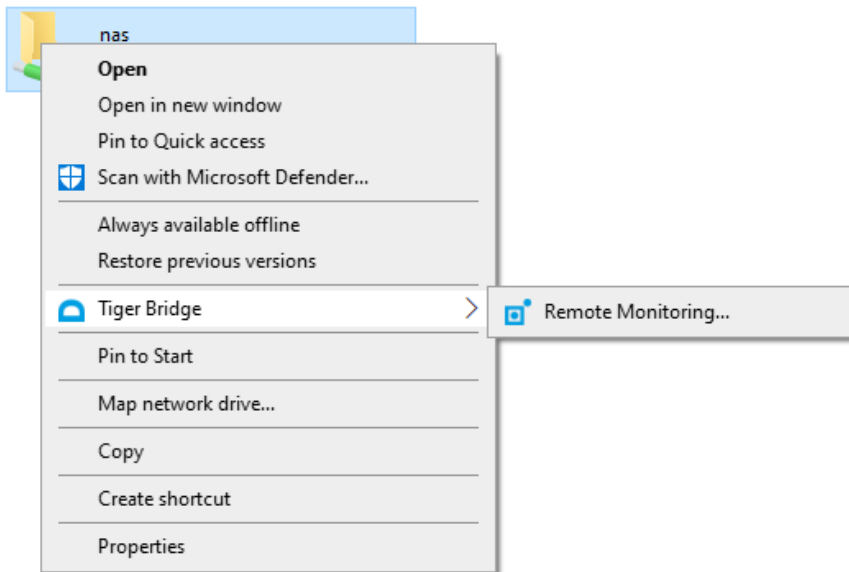 nas
Open
Open in new window
Pin to Quick access
Scan with Microsoft Defender...
Always available offline
Restore previous versions
Tiger Bridge
Remote Monitoring...
Pin to Start
Map network drive...
Copy
Create shortcut
Properties